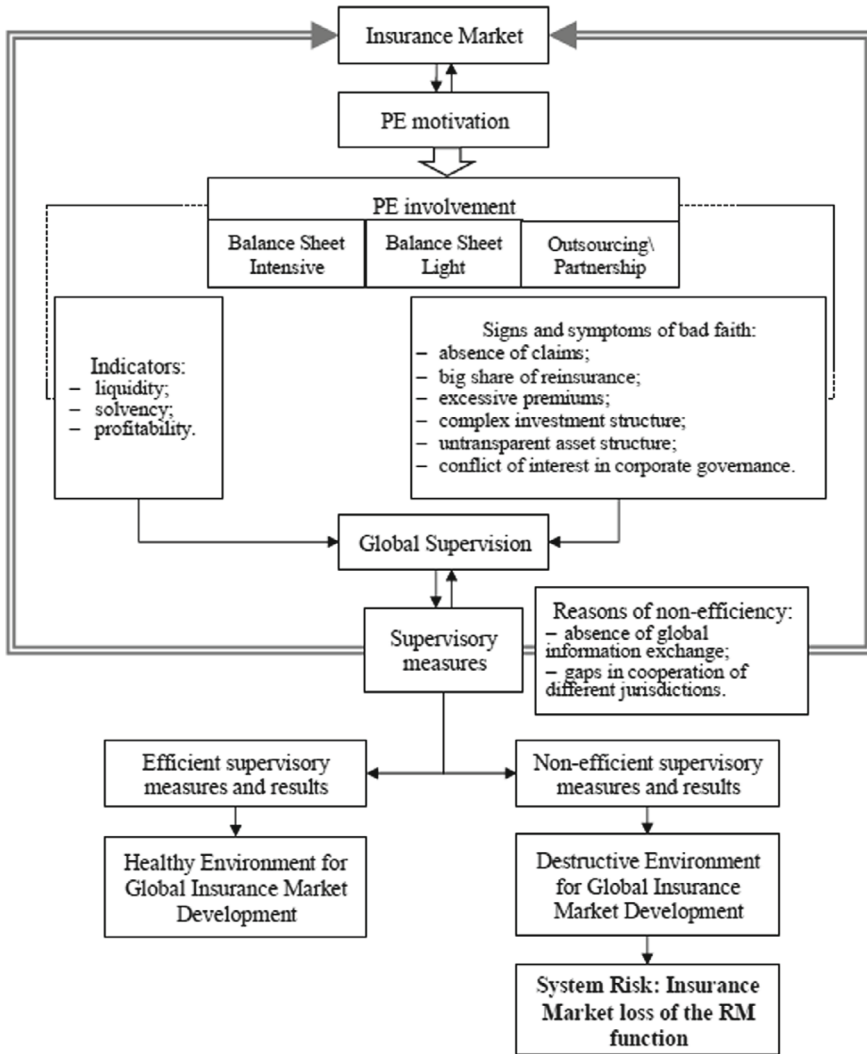 Insurance Market
PE motivation
PE involvement
Balance Sheet
Intensive
Balance Sheet
Light
Outsourcing\
Partnership
Indicators:
– liquidity;
– solvency;
– profitability.
Signs and symptoms of bad faith:
– absence of claims;
– big share of reinsurance;
– excessive premiums;
– complex investment structure;
– untransparent asset structure;
– conflict of interest in corporate governance.
Global Supervision
Supervisory
measures
Reasons of non-efficiency:
– absence of global
information exchange;
– gaps in cooperation of
different jurisdictions.
Efficient supervisory
measures and results
Non-efficient supervisory
measures and results
Healthy Environment for
Global Insurance Market
Development
Destructive Environment
for Global Insurance
Market Development
System Risk: Insurance
Market loss of the RM
function